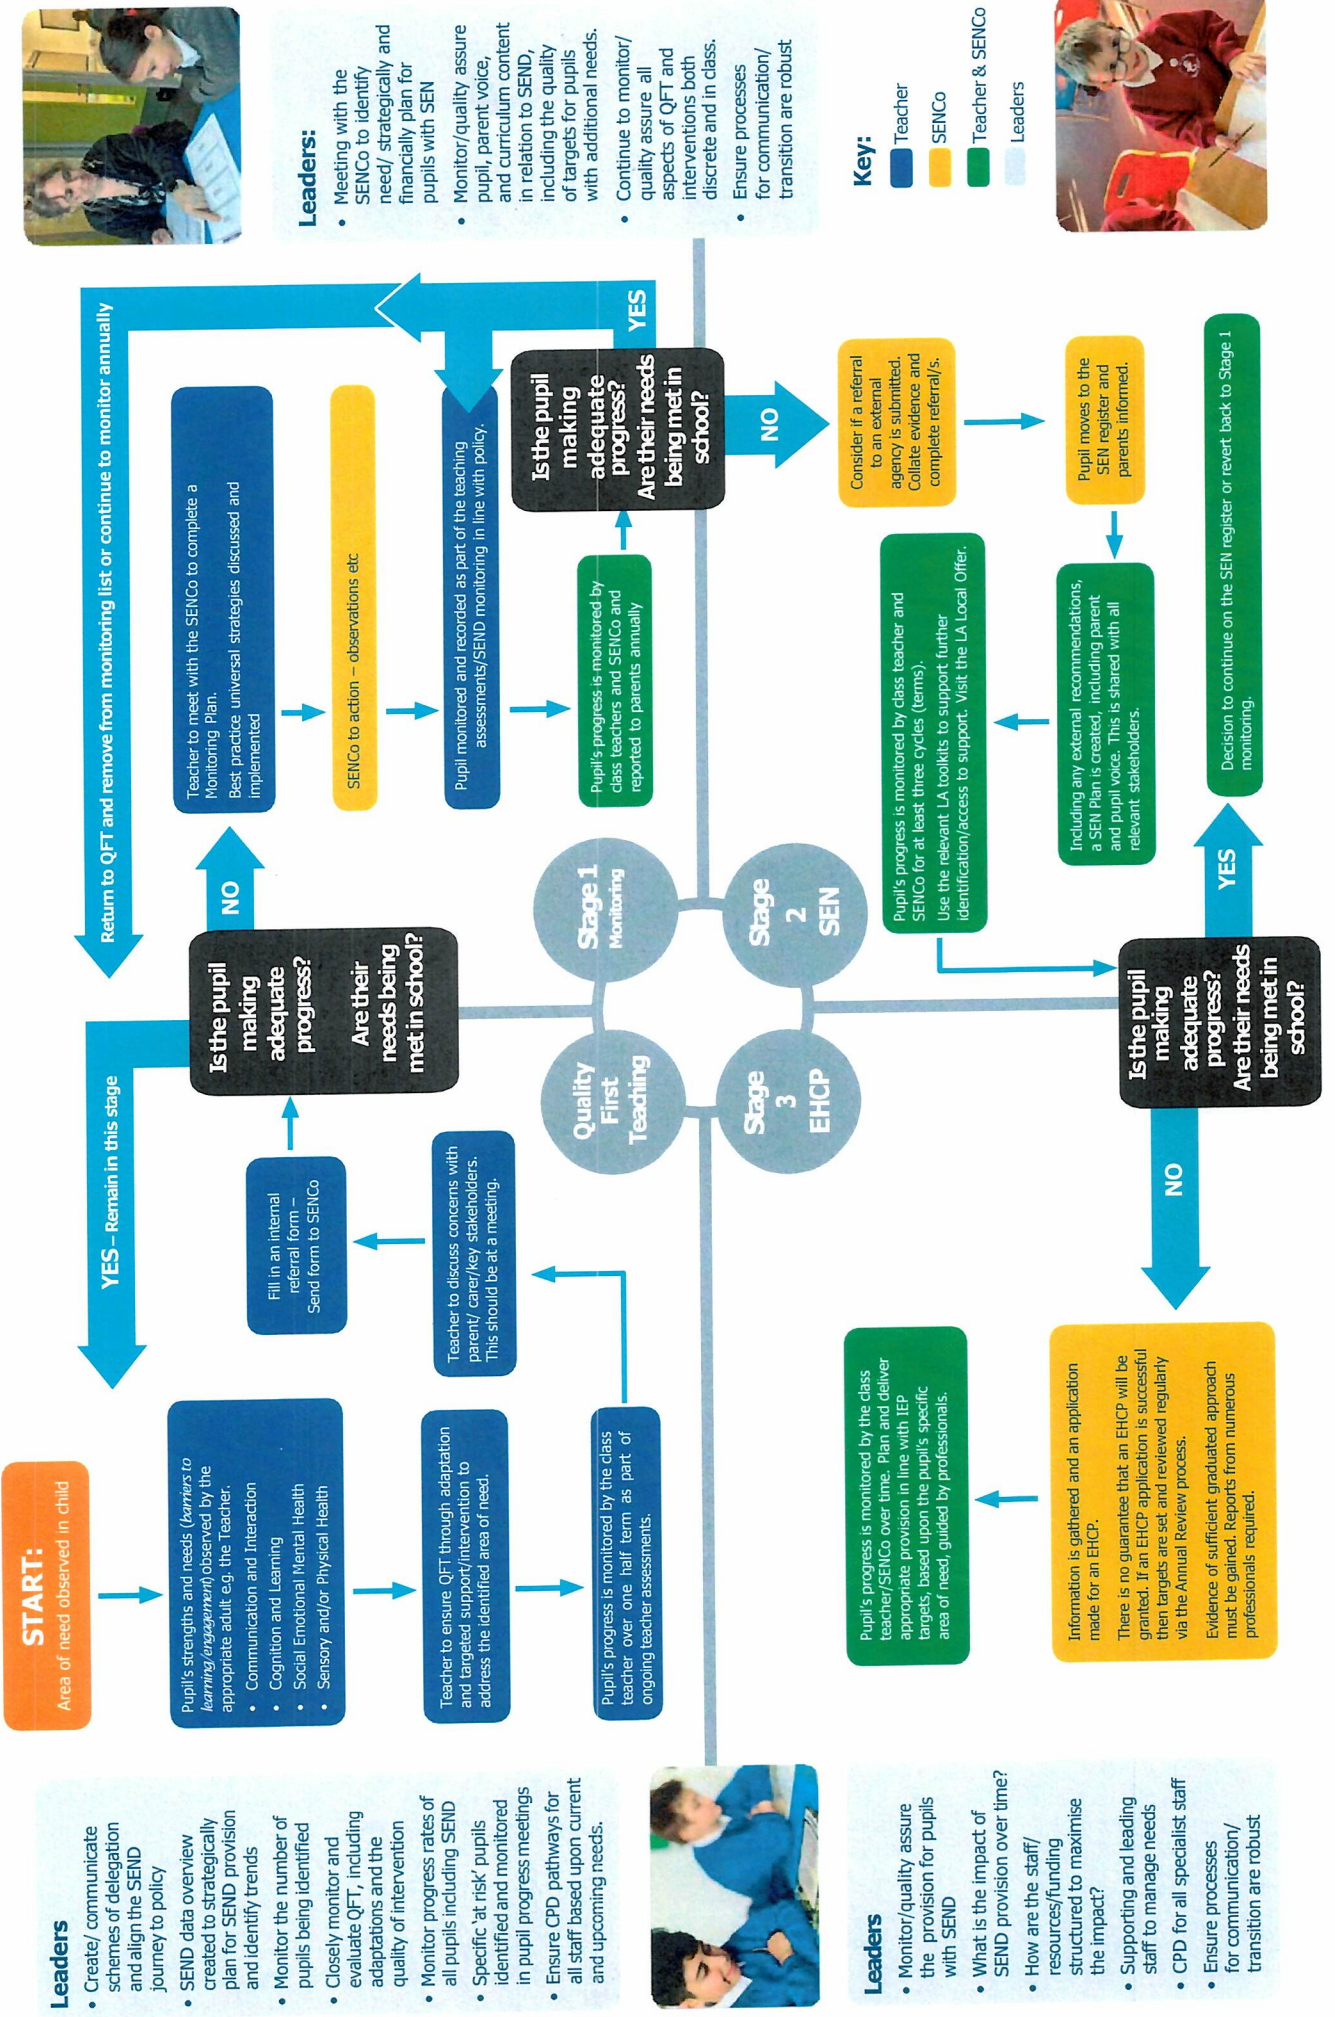 Leaders
• Create/ communicate
schemes of delegation
and align the SEND
journey to policy
• SEND data overview
created to strategically
plan for SEND provision
and identify trends
• Monitor the number of
pupils being identified
• Closely monitor and
evaluate QFT, including
adaptations and the
quality of intervention
• Monitor progress rates of
all pupils including SEND
• Specific 'at risk' pupils
identified and monitored
in pupil progress meetings
• Ensure CPD pathways for
all staff based upon current
and upcoming needs.
START:
Area of need observed in child
Pupil's strengths and needs (barriers to
learning/engagement) observed by the
appropriate adult e.g. the Teacher.
• Communication and Interaction
• Cognition and Learning
• Social Emotional Mental Health
• Sensory and/or Physical Health
Teacher to ensure QFT through adaptation
and targeted support/intervention to
address the identified area of need.
Pupil's progress is monitored by the class
teacher over one half term as part of
ongoing teacher assessments.
Teacher to discuss concerns with
parent/ carer/key stakeholders.
This should be at a meeting.
Fill in an internal
referral form –
Send form to SENCo
YES – Remain in this stage
Is the pupil
making
adequate
progress?
Are their
needs being
met in school?
NO
Return to QFT and remove from monitoring list or continue to monitor annually
Teacher to meet with the SENCo to complete a
Monitoring Plan.
Best practice universal strategies discussed and
implemented
SENCo to action – observations etc
Pupil monitored and recorded as part of the teaching
assessments/SEND monitoring in line with policy.
Pupil's progress is monitored by
class teachers and SENCo and
reported to parents annually
Is the pupil
making
adequate
progress?
Are their needs
being met in
school?
YES
NO
Leaders:
• Meeting with the
SENCo to identify
need/ strategically and
financially plan for
pupils with SEN
• Monitor/quality assure
pupil, parent voice,
and curriculum content
in relation to SEND,
including the quality
of targets for pupils
with additional needs.
• Continue to monitor/
quality assure all
aspects of QFT and
interventions both
discrete and in class.
• Ensure processes
for communication/
transition are robust
Quality
First
Teaching
Stage 1
Monitoring
Stage
2
SEN
Stage
3
EHCP
Key:
Teacher
SENCo
Teacher & SENCo
Leaders
Consider if a referral
to an external
agency is submitted.
Collate evidence and
complete referral/s.
Pupil moves to the
SEN register and
parents informed.
Including any external recommendations,
a SEN Plan is created, including parent
and pupil voice. This is shared with all
relevant stakeholders.
Pupil's progress is monitored by class teacher and
SENCo for at least three cycles (terms).
Use the relevant LA toolkits to support further
identification/access to support. Visit the LA Local Offer.
Is the pupil
making
adequate
progress?
Are their needs
being met in
school?
YES
Decision to continue on the SEN register or revert back to Stage 1
monitoring.
NO
Information is gathered and an application
made for an EHCP.
There is no guarantee that an EHCP will be
granted. If an EHCP application is successful
then targets are set and reviewed regularly
via the Annual Review process.
Evidence of sufficient graduated approach
must be gained. Reports from numerous
professionals required.
Pupil's progress is monitored by the class
teacher/SENCo over time. Plan and deliver
appropriate provision in line with IEP
targets, based upon the pupil's specific
area of need, guided by professionals.
Leaders
• Monitor/quality assure
the provision for pupils
with SEND
• What is the impact of
SEND provision over time?
• How are the staff/
resources/funding
structured to maximise
the impact?
• Supporting and leading
staff to manage needs
• CPD for all specialist staff
• Ensure processes
for communication/
transition are robust